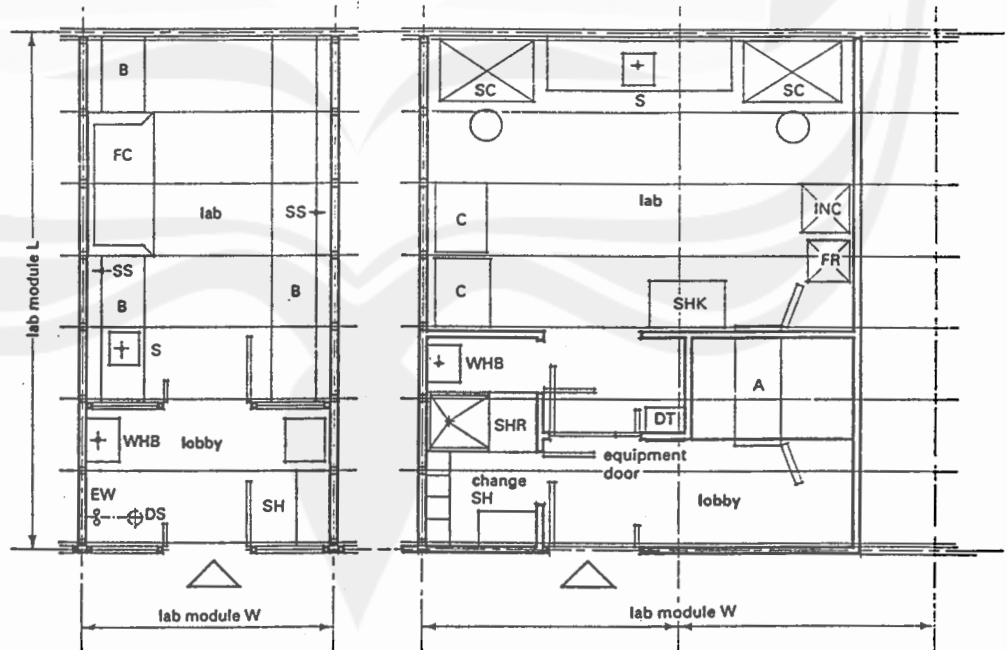 B
FC
lab
SS
SS
B
B
S
WHB
lobby
EW
DS
SH
lab module L
lab module W
SC
S
SC
lab
INC
C
FR
C
SHK
WHB
A
SHR
DT
equipment
door
change
SH
lobby
lab module W